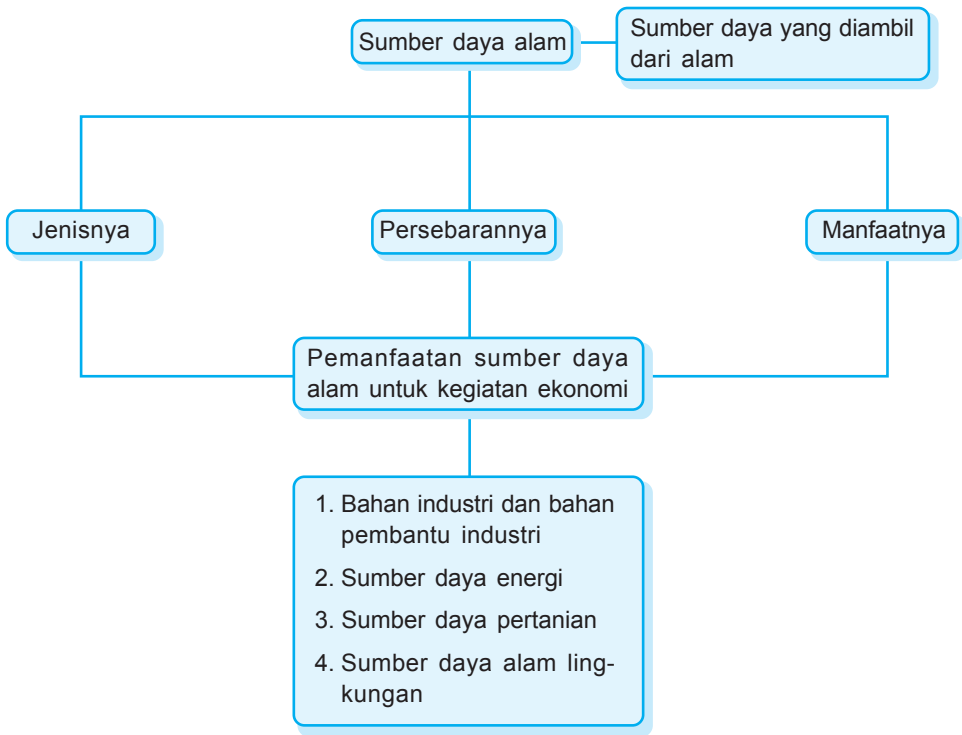 Sumber daya alam
Sumber daya yang diambil
dari alam
Jenisnya
Persebarannya
Manfaatnya
Pemanfaatan sumber daya
alam untuk kegiatan ekonomi
1. Bahan industri dan bahan
pembantu industri
2. Sumber daya energi
3. Sumber daya pertanian
4. Sumber daya alam ling-
kungan